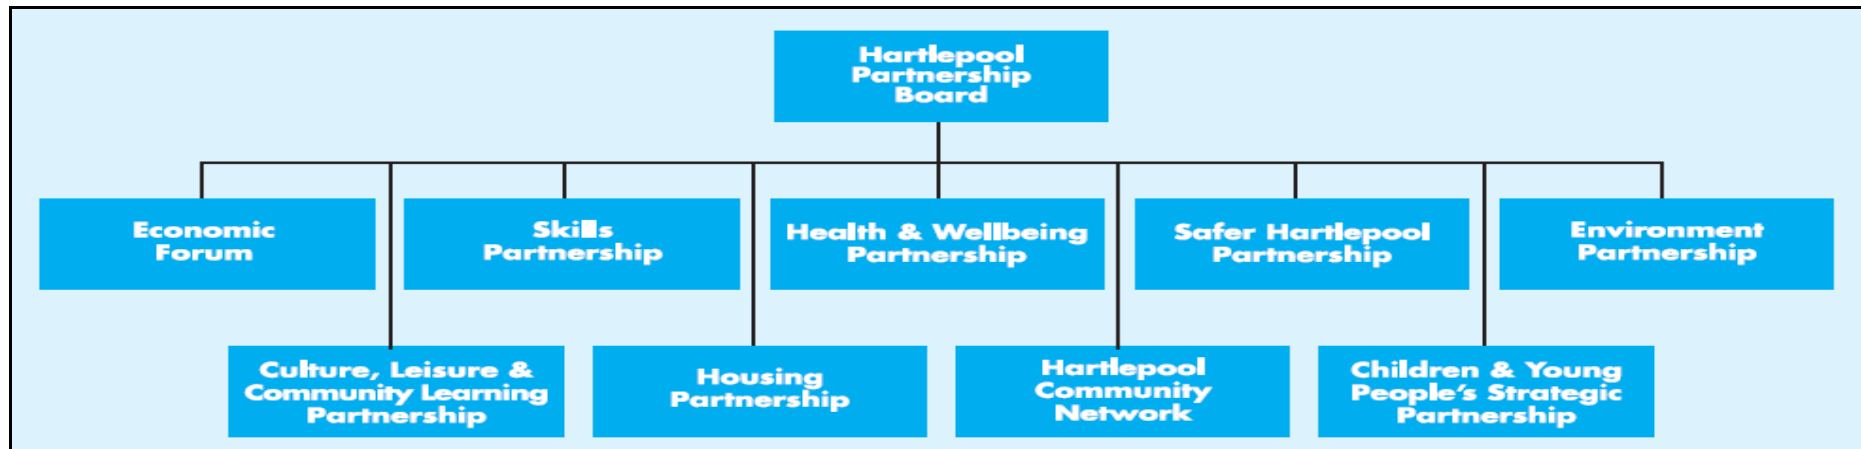 Hartlepool
Partnership
Board
Economic
Forum
Skills
Partnership
Health & Wellbeing
Partnership
Safer Hartlepool
Partnership
Environment
Partnership
Culture, Leisure &
Community Learning
Partnership
Housing
Partnership
Hartlepool
Community
Network
Children & Young
People's Strategic
Partnership